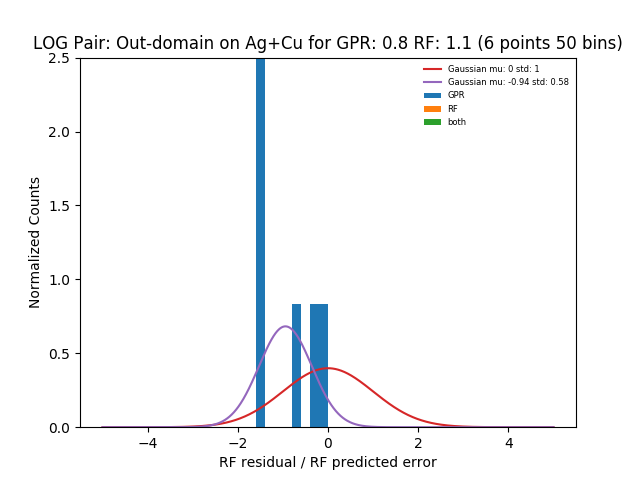 LOG Pair: Out-domain on Ag+Cu for GPR: 0.8 RF: 1.1 (6 points 50 bins)
Gaussian mu: 0 std: 1
Gaussian mu: -0.94 std: 0.58
GPR
RF
both
Normalized Counts
2.5
2.0
1.5
1.0
0.5
0.0
−4
−2
0
2
4
RF residual / RF predicted error